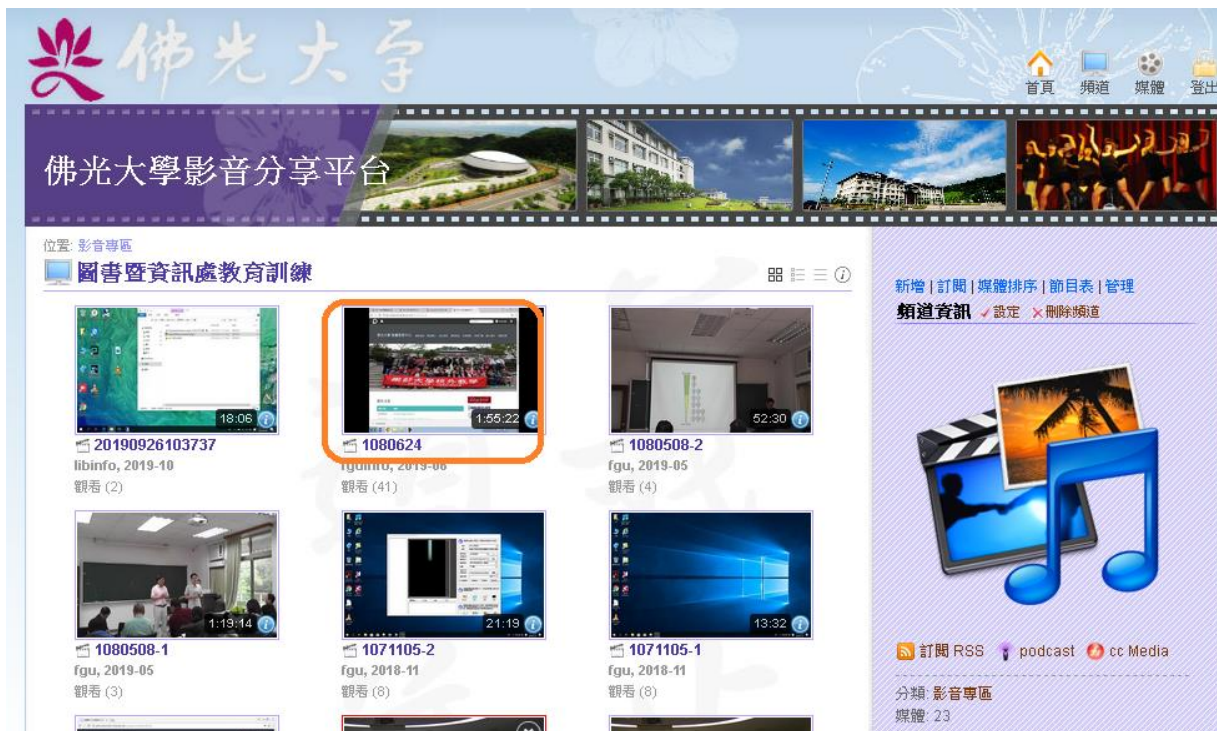 佛光大学
首頁 頻道 媒體 登出
佛光大學影音分享平台
位置: 影音專區
圖書暨資訊處教育訓練
新增 | 訂閱 | 媒體排序 | 節目表 | 管理
頻道資訊 設定 刪除頻道
18:06
1:55:22
52:30
20190926103737
1080624
1080508-2
libinfo, 2019-10
fguinfo, 2019-06
fgu, 2019-05
觀看 (2)
觀看 (41)
觀看 (4)
1:19:14
21:19
13:32
1080508-1
1071105-2
1071105-1
fgu, 2019-05
fgu, 2018-11
fgu, 2018-11
觀看 (3)
觀看 (8)
觀看 (8)
訂閱 RSS podcast cc Media
分類: 影音專區
媒體: 23